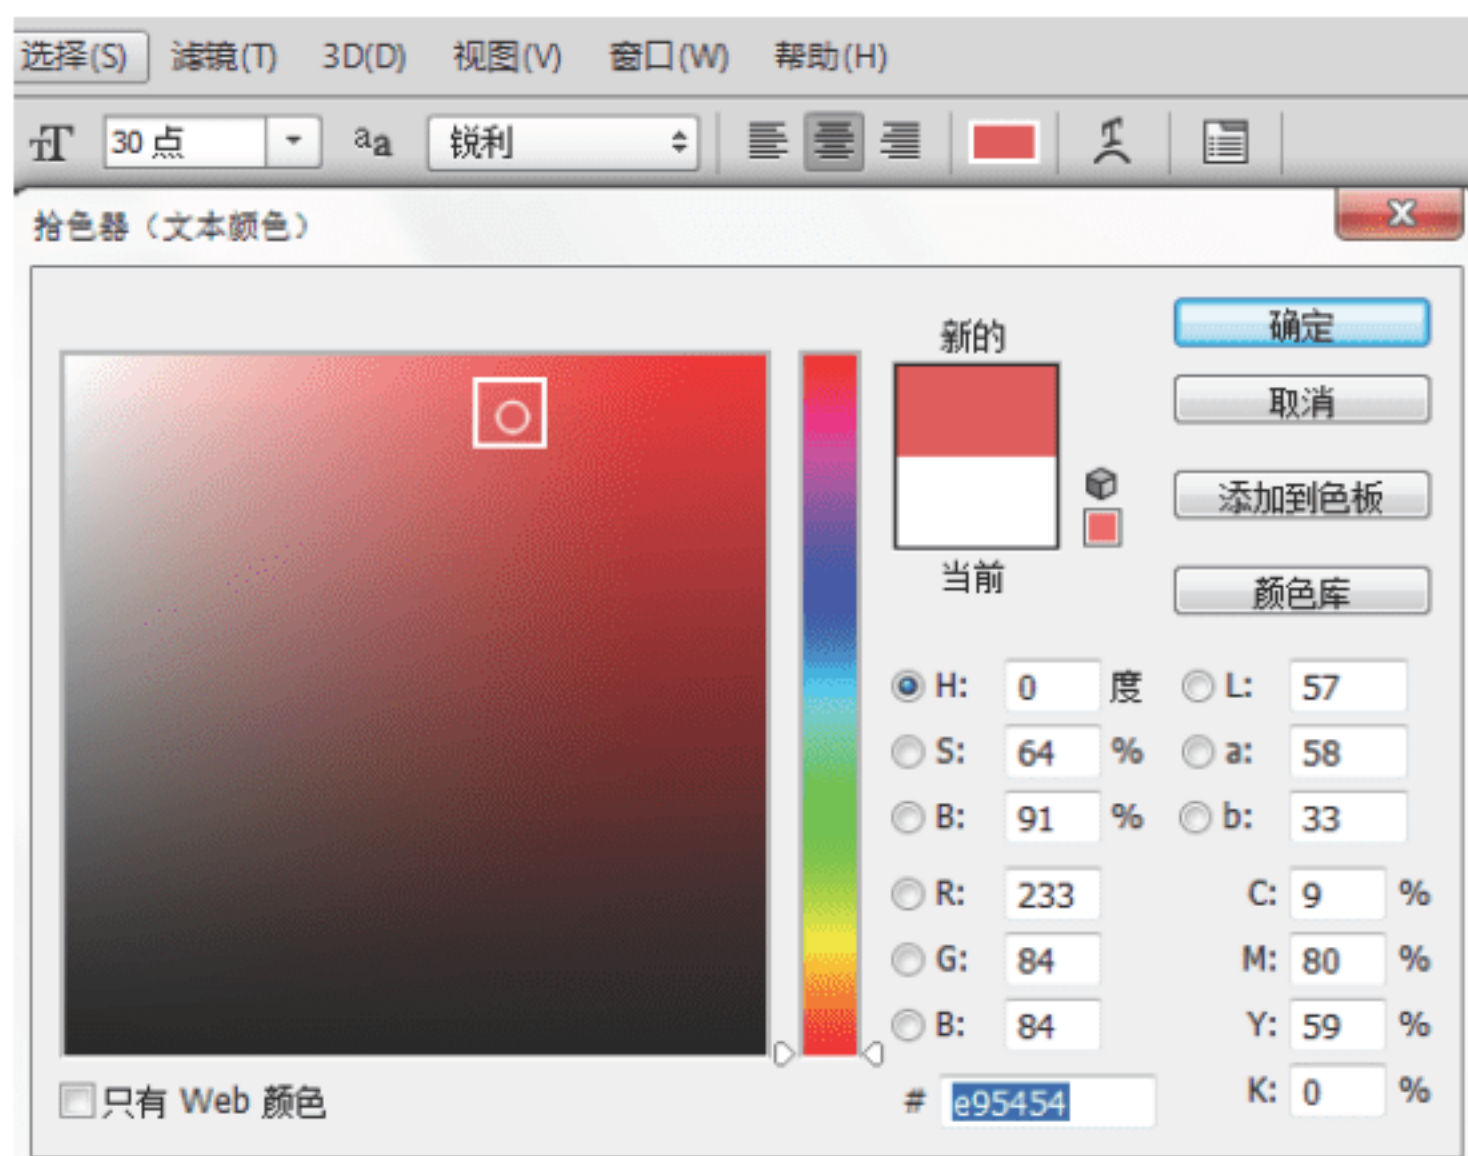 选择(S) 滤镜(T) 3D(D) 视图(V) 窗口(W) 帮助(H)
TT 30 点 aa 锐利 T
拾色器（文本颜色）
新的
确定
取消
添加到色板
当前
颜色库
H: 0 度 L: 57
S: 64 % a: 58
B: 91 % b: 33
R: 233 C: 9 %
G: 84 M: 80 %
B: 84 Y: 59 %
# e95454 K: 0 %
只有 Web 颜色